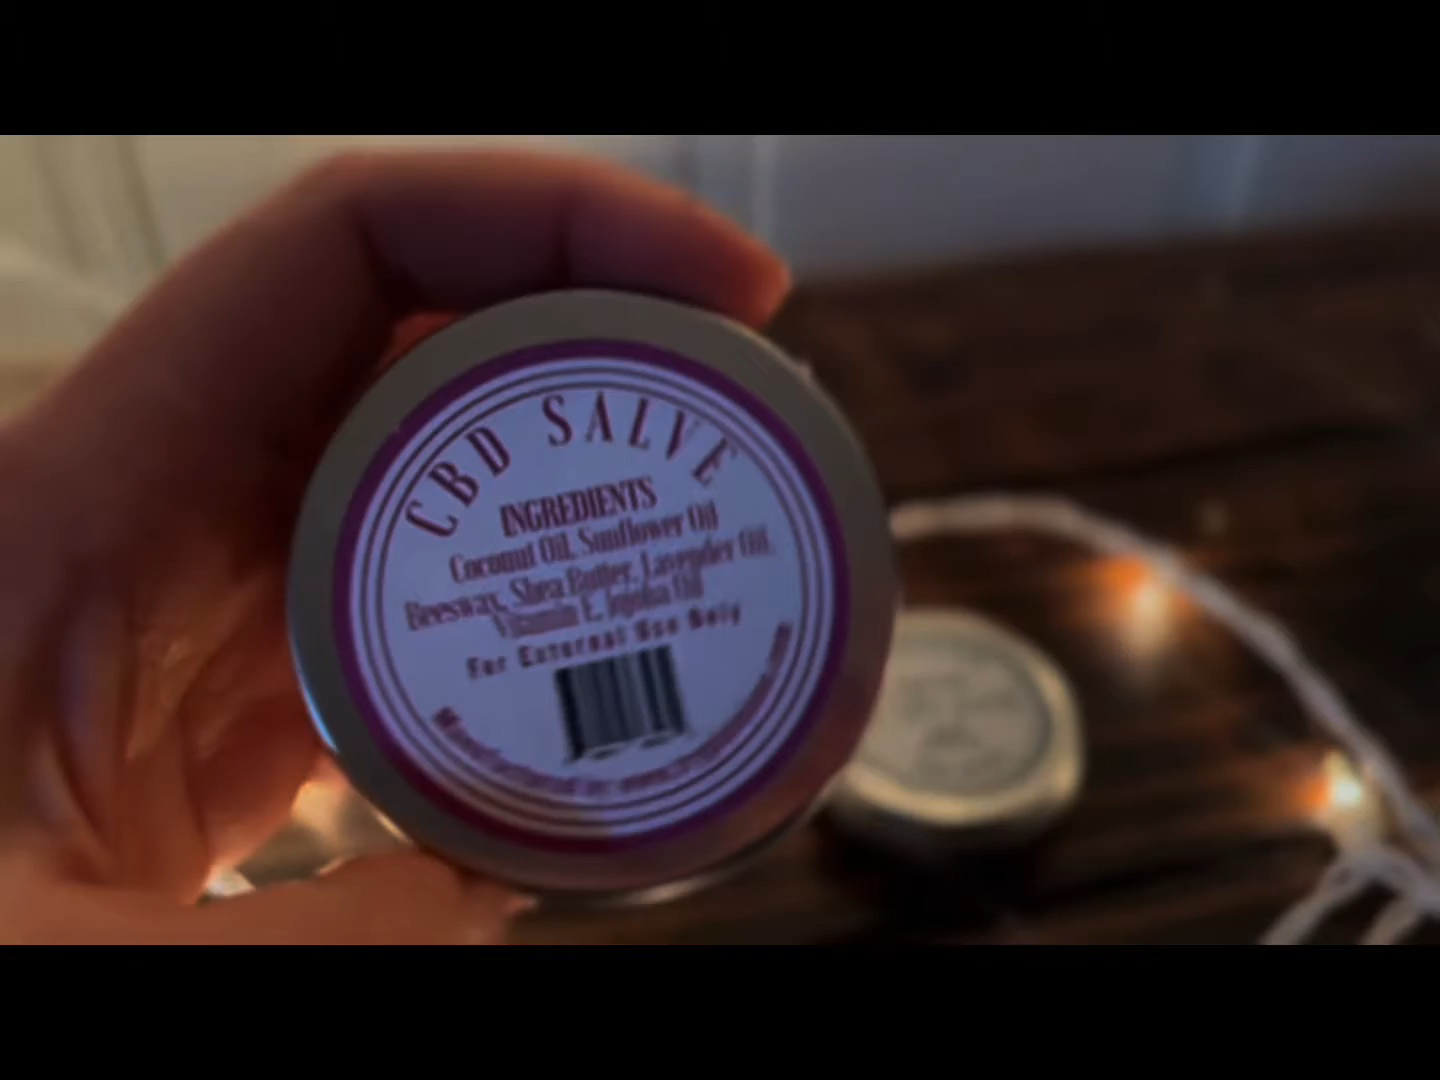 CBD SALVE
INGREDIENTS
Coconut Oil, Sunflower Oil
Beeswax, Shea Butter, Lavender Oil,
Vitamin E, Jojoba Oil
For External Use Only